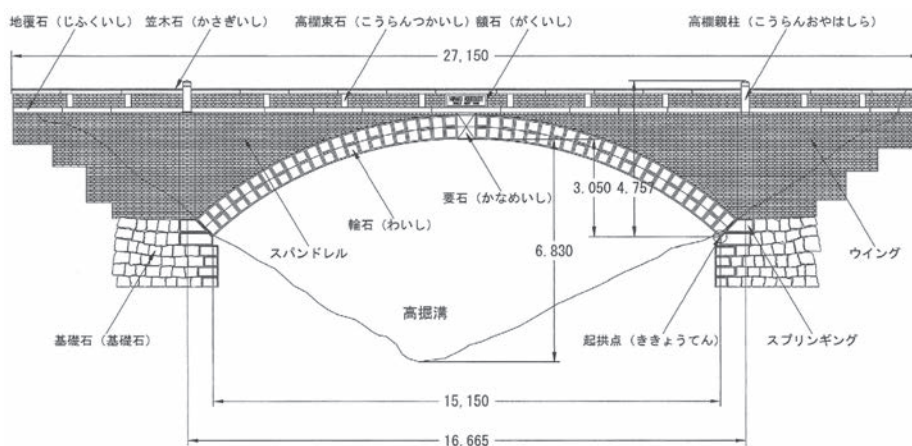 地覆石（じふくいし）
笠木石（かさぎいし）
高欄束石（こうらんつかいし）
額石（がくいし）
高欄親柱（こうらんおやはしら）
27,150
3.050
4.757
要石（かなめいし）
輪石（わいし）
6.830
スパンドレル
ウイング
高掘溝
基礎石（基礎石）
起拱点（ききょうてん）
スプリンギング
15,150
16.665